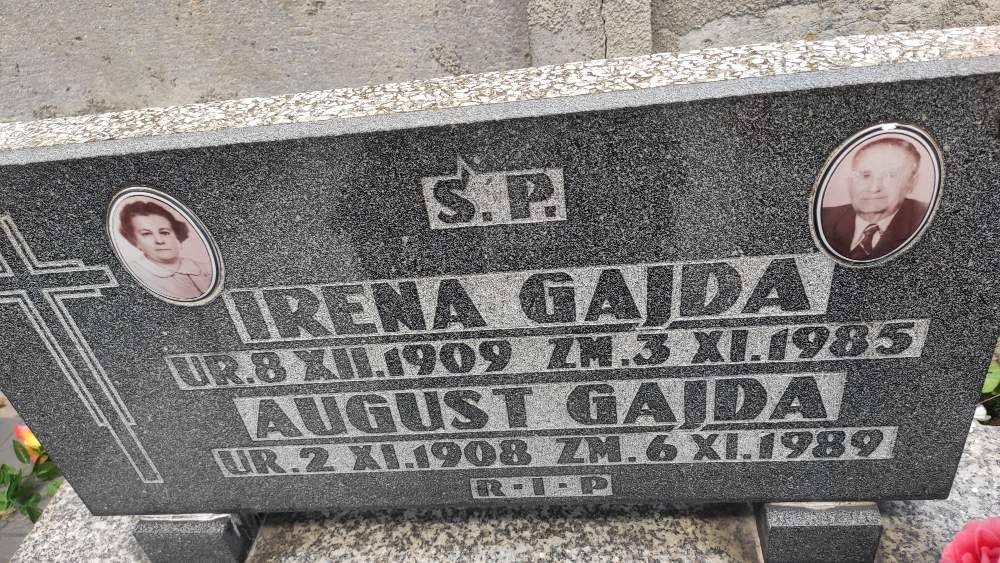 Ś.P.
IRENA GAJDA
UR.8 XII.1909 ZM.3 XI.1985
AUGUST GAJDA
UR.2 XI.1908 ZM.6 XI.1989
R-I-P